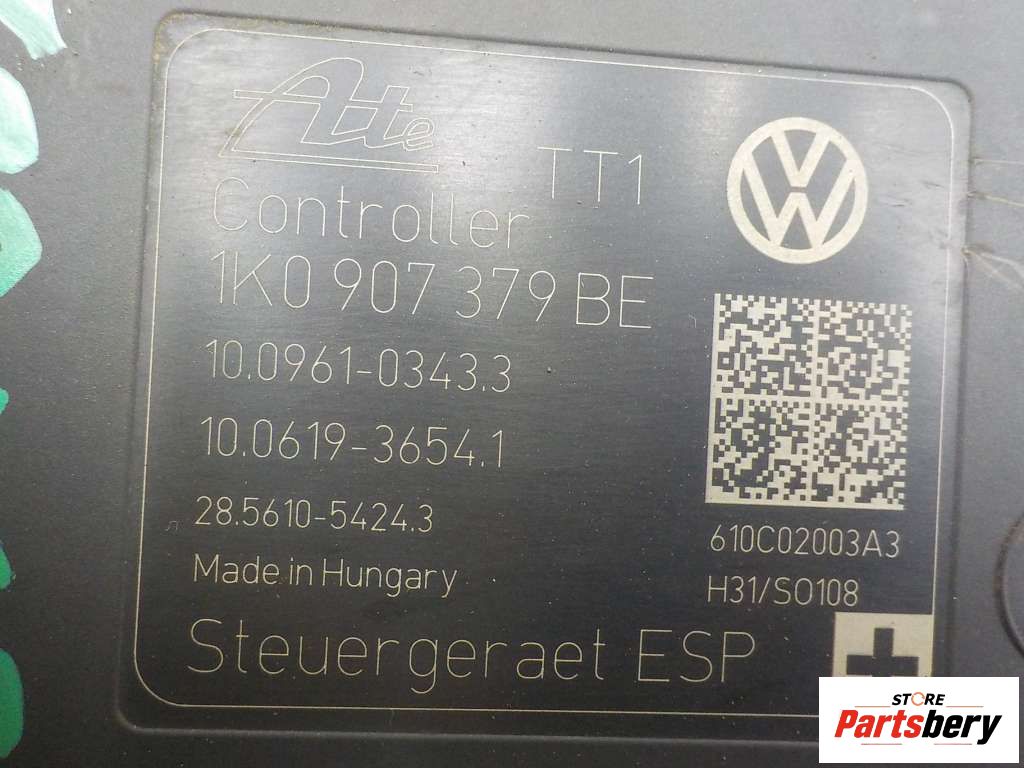 Ate
TT1
Controller
1K0 907 379 BE
10.0961-0343.3
10.0619-3654.1
28.5610-5424.3
Made in Hungary
Steuergeraet ESP
610C02003A3
H31/SO108
STORE
Partsbery